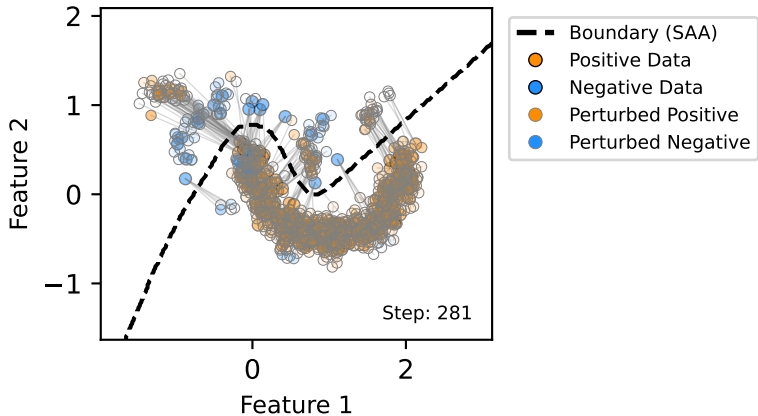 2
1
0
−1
Feature 2
0
2
Feature 1
Step: 281
Boundary (SAA)
Positive Data
Negative Data
Perturbed Positive
Perturbed Negative